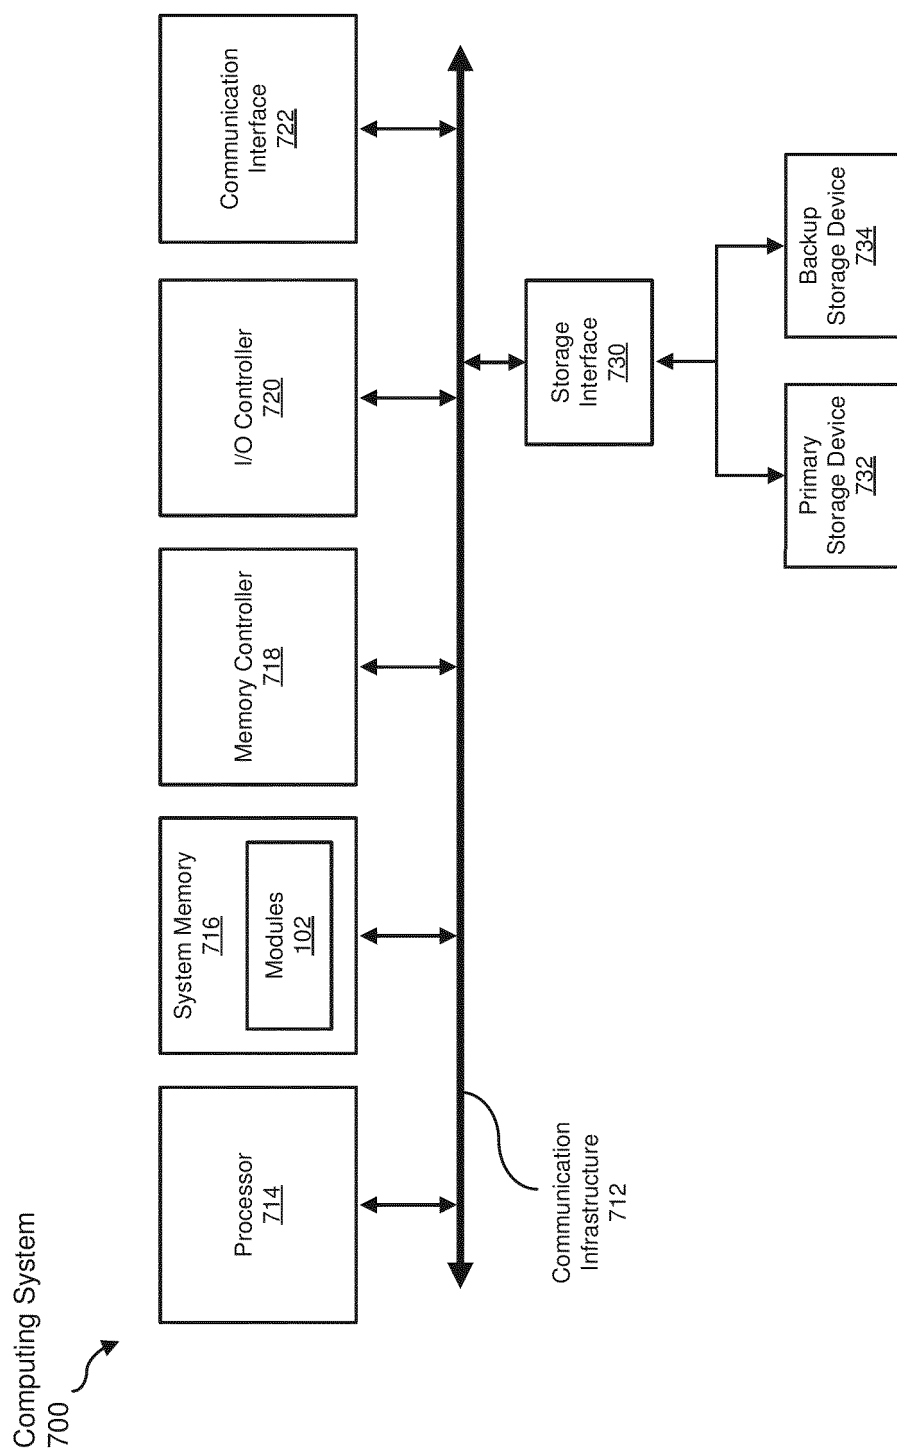 Computing System
700
Processor
714
System Memory
716
Modules
102
Memory Controller
718
I/O Controller
720
Communication
Interface
722
Communication
Infrastructure
712
Storage
Interface
730
Primary
Storage Device
732
Backup
Storage Device
734